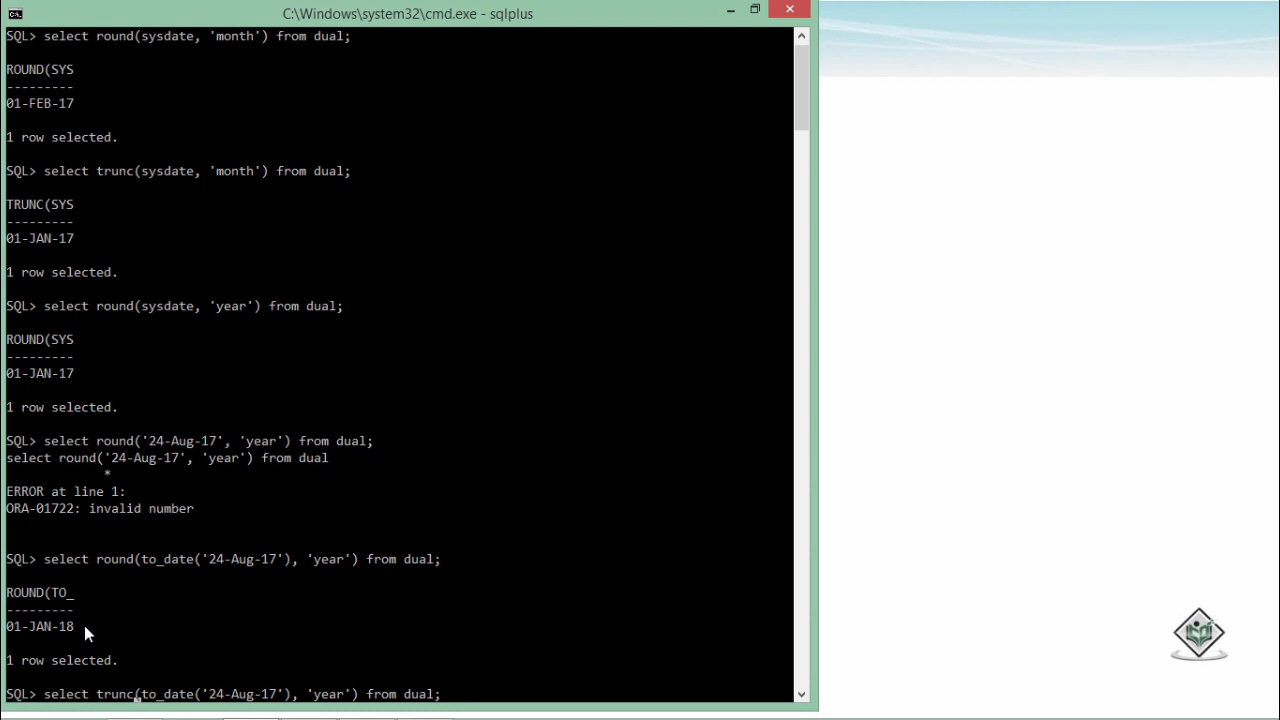 C:\Windows\system32\cmd.exe - sqlplus
SQL> select round(sysdate, 'month') from dual;
ROUND(SYS
---------
01-FEB-17
1 row selected.
SQL> select trunc(sysdate, 'month') from dual;
TRUNC(SYS
---------
01-JAN-17
1 row selected.
SQL> select round(sysdate, 'year') from dual;
ROUND(SYS
---------
01-JAN-17
1 row selected.
SQL> select round('24-Aug-17', 'year') from dual;
select round('24-Aug-17', 'year') from dual
*
ERROR at line 1:
ORA-01722: invalid number
SQL> select round(to_date('24-Aug-17'), 'year') from dual;
ROUND(TO_
---------
01-JAN-18
1 row selected.
SQL> select trunc(to_date('24-Aug-17'), 'year') from dual;